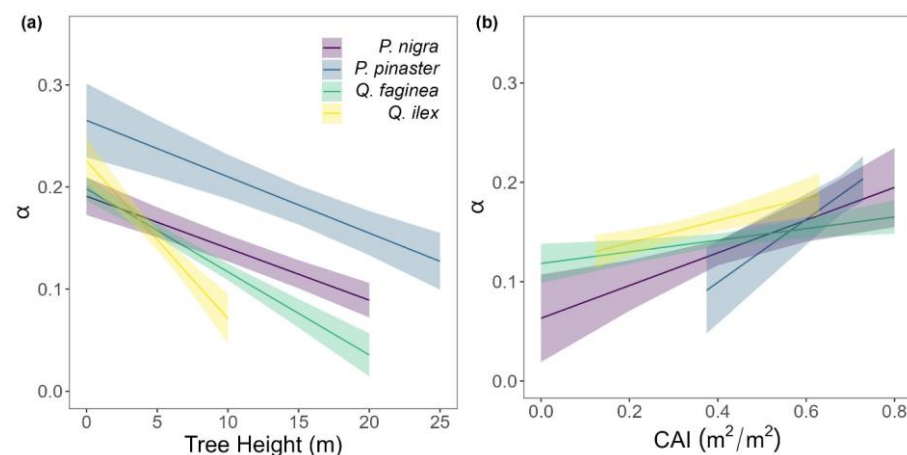 (a)
P. nigra
P. pinaster
Q. faginea
Q. ilex
α
0.3
0.2
0.1
0.0
0 5 10 15 20 25
Tree Height (m)
(b)
α
0.3
0.2
0.1
0.0
0.0 0.2 0.4 0.6 0.8
CAI (m²/m²)